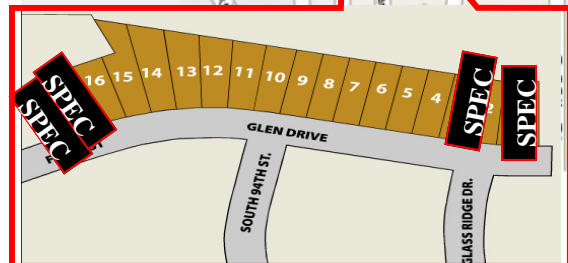 SPEC
SPEC
16 15 14 13 12 11 10 9 8 7 6 5 4
SPEC
2
SPEC
GLEN DRIVE
SOUTH 94TH ST.
GLASS RIDGE DR.